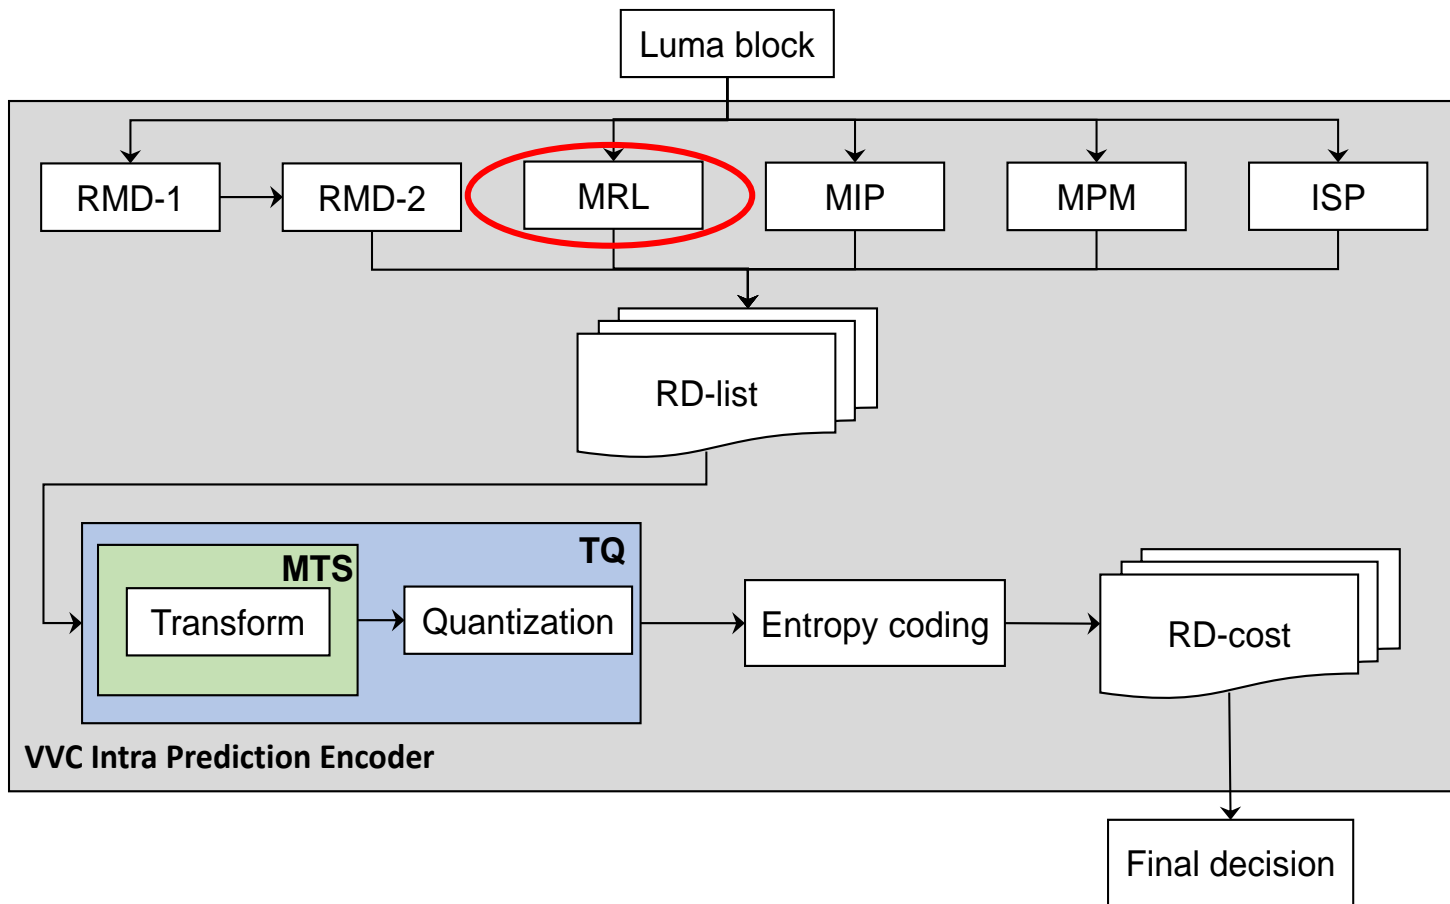 Luma block
RMD-1
RMD-2
MRL
MIP
MPM
ISP
RD-list
TQ
MTS
Transform
Quantization
Entropy coding
RD-cost
VVC Intra Prediction Encoder
Final decision